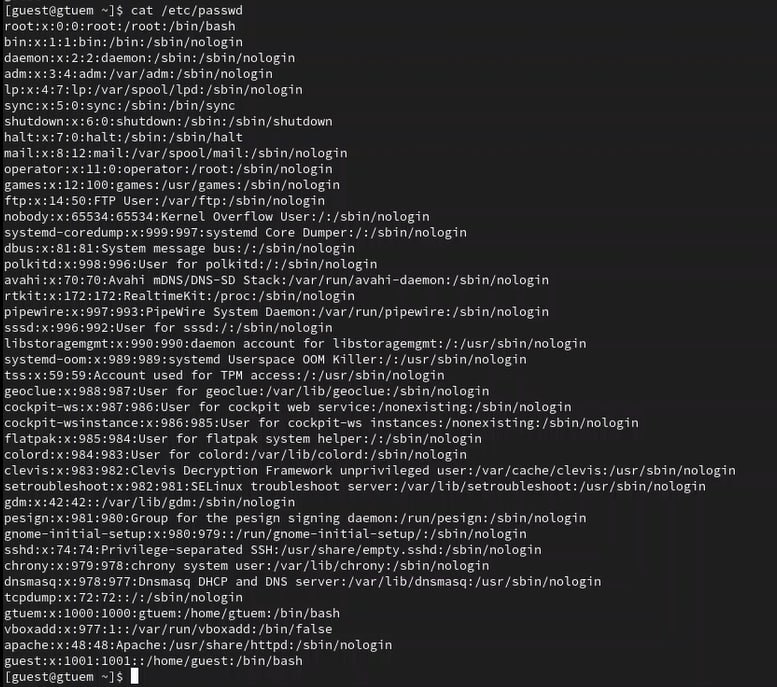 [guest@gtuem ~]$ cat /etc/passwd
root:x:0:0:root:/root:/bin/bash
bin:x:1:1:bin:/bin:/sbin/nologin
daemon:x:2:2:daemon:/sbin:/sbin/nologin
adm:x:3:4:adm:/var/adm:/sbin/nologin
lp:x:4:7:lp:/var/spool/lpd:/sbin/nologin
sync:x:5:0:sync:/sbin:/bin/sync
shutdown:x:6:0:shutdown:/sbin:/sbin/shutdown
halt:x:7:0:halt:/sbin:/sbin/halt
mail:x:8:12:mail:/var/spool/mail:/sbin/nologin
operator:x:11:0:operator:/root:/sbin/nologin
games:x:12:100:games:/usr/games:/sbin/nologin
ftp:x:14:50:FTP User:/var/ftp:/sbin/nologin
nobody:x:65534:65534:Kernel Overflow User:/:/sbin/nologin
systemd-coredump:x:999:997:systemd Core Dumper:/:/sbin/nologin
dbus:x:81:81:System message bus:/:/sbin/nologin
polkitd:x:998:996:User for polkitd:/:/sbin/nologin
avahi:x:70:70:Avahi mDNS/DNS-SD Stack:/var/run/avahi-daemon:/sbin/nologin
rtkit:x:172:172:RealtimeKit:/proc:/sbin/nologin
pipewire:x:997:993:PipeWire System Daemon:/var/run/pipewire:/sbin/nologin
sssd:x:996:992:User for sssd:/:/sbin/nologin
libstoragemgmt:x:990:990:daemon account for libstoragemgmt:/:/usr/sbin/nologin
systemd-oom:x:989:989:systemd Userspace OOM Killer:/:/usr/sbin/nologin
tss:x:59:59:Account used for TPM access:/:/usr/sbin/nologin
geoclue:x:988:987:User for geoclue:/var/lib/geoclue:/sbin/nologin
cockpit-ws:x:987:986:User for cockpit web service:/nonexisting:/sbin/nologin
cockpit-wsinstance:x:986:985:User for cockpit-ws instances:/nonexisting:/sbin/nologin
flatpak:x:985:984:User for flatpak system helper:/:/sbin/nologin
colord:x:984:983:User for colord:/var/lib/colord:/sbin/nologin
clevis:x:983:982:Clevis Decryption Framework unprivileged user:/var/cache/clevis:/usr/sbin/nologin
setroubleshoot:x:982:981:SELinux troubleshoot server:/var/lib/setroubleshoot:/usr/sbin/nologin
gdm:x:42:42::/var/lib/gdm:/sbin/nologin
pesign:x:981:980:Group for the pesign signing daemon:/run/pesign:/sbin/nologin
gnome-initial-setup:x:980:979::/run/gnome-initial-setup/:/sbin/nologin
sshd:x:74:74:Privilege-separated SSH:/usr/share/empty.sshd:/sbin/nologin
chrony:x:979:978:chrony system user:/var/lib/chrony:/sbin/nologin
dnsmasq:x:978:977:Dnsmasq DHCP and DNS server:/var/lib/dnsmasq:/usr/sbin/nologin
tcpdump:x:72:72::/:/sbin/nologin
gtuem:x:1000:1000:gtuem:/home/gtuem:/bin/bash
vboxadd:x:977:1::/var/run/vboxadd:/bin/false
apache:x:48:48:Apache:/usr/share/httpd:/sbin/nologin
guest:x:1001:1001::/home/guest:/bin/bash
[guest@gtuem ~]$